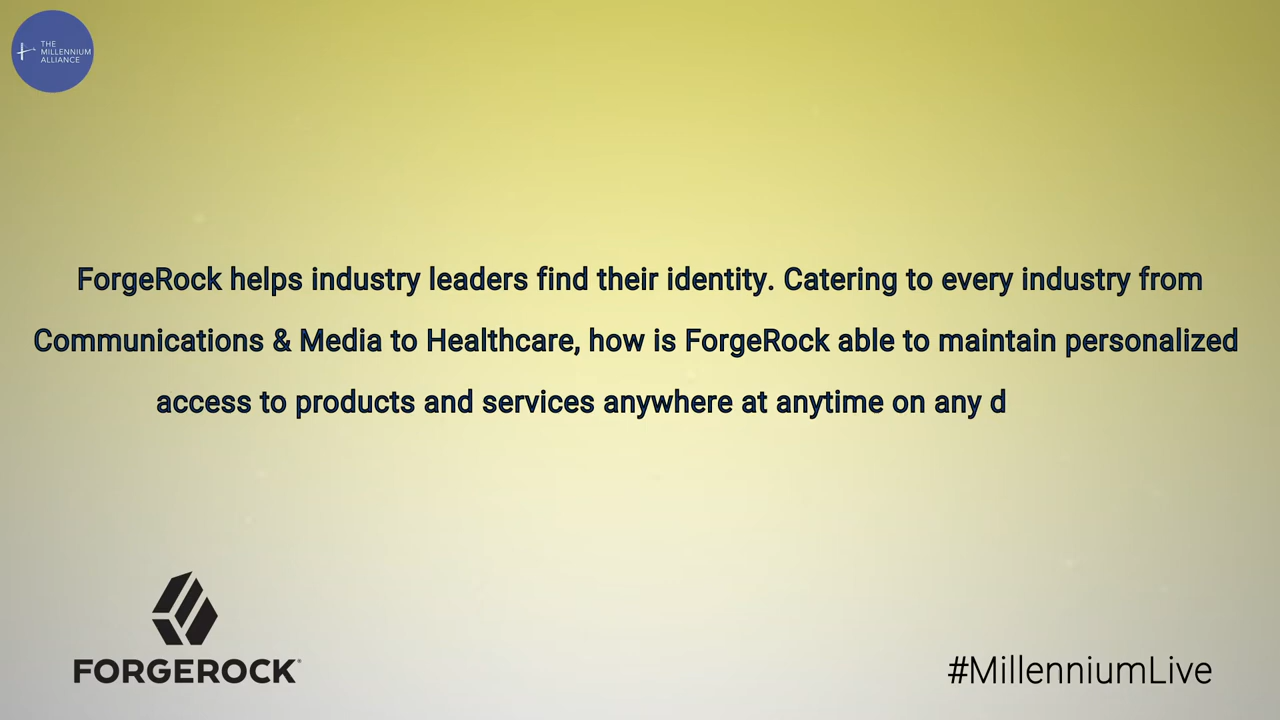 THE
MILLENNIUM
ALLIANCE
ForgeRock helps industry leaders find their identity. Catering to every industry from
Communications & Media to Healthcare, how is ForgeRock able to maintain personalized
access to products and services anywhere at anytime on any d
FORGEROCK®
#MillenniumLive